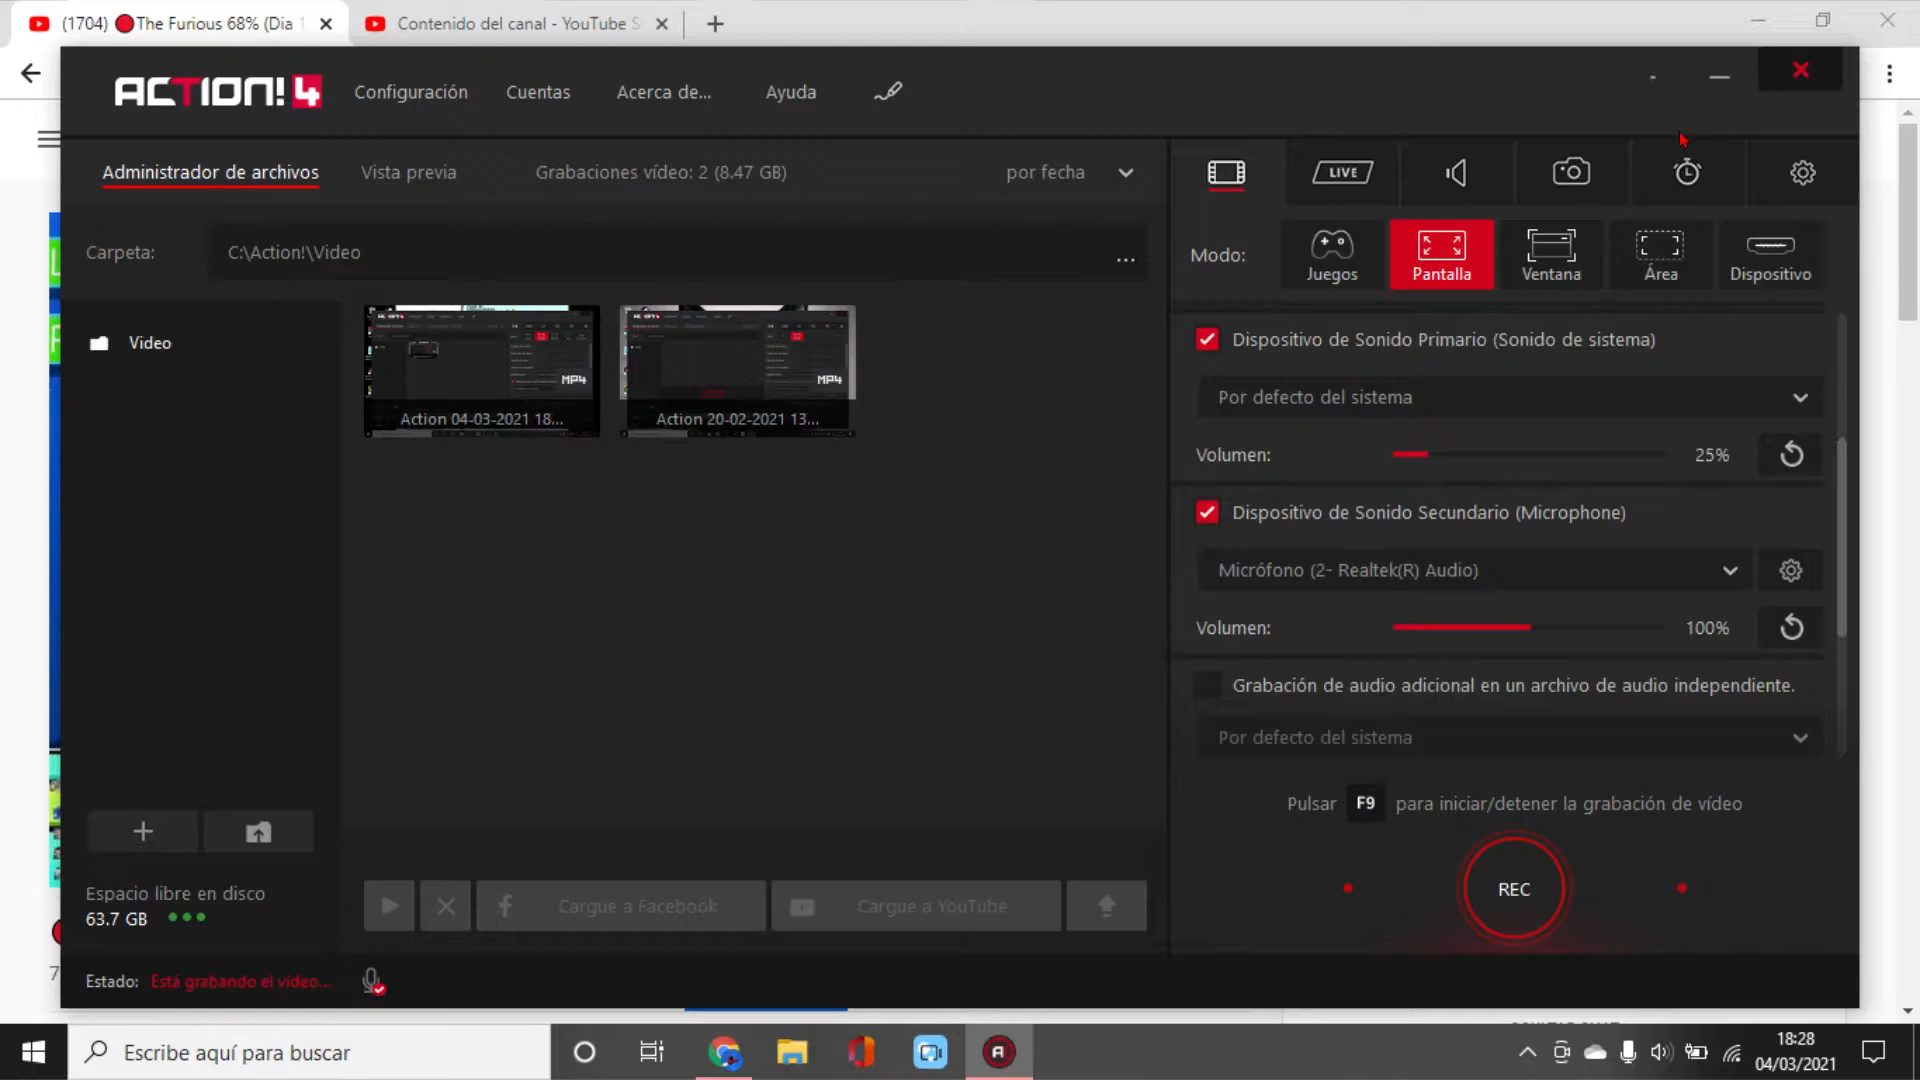 (1704) 🔴The Furious 68% (Dia 1
Contenido del canal - YouTube S
ACTION! 4
Configuración
Cuentas
Acerca de...
Ayuda
Administrador de archivos
Vista previa
Grabaciones vídeo: 2 (8.47 GB)
por fecha
LIVE
Carpeta:
C:\Action!\Video
...
Modo:
Juegos
Pantalla
Ventana
Área
Dispositivo
Video
MP4
Action 04-03-2021 18...
MP4
Action 20-02-2021 13...
Dispositivo de Sonido Primario (Sonido de sistema)
Por defecto del sistema
Volumen:
25%
Dispositivo de Sonido Secundario (Microphone)
Micrófono (2- Realtek(R) Audio)
Volumen:
100%
Grabación de audio adicional en un archivo de audio independiente.
Por defecto del sistema
Pulsar F9 para iniciar/detener la grabación de vídeo
REC
Espacio libre en disco
63.7 GB
Cargue a Facebook
Cargue a YouTube
Estado: Está grabando el vídeo...
Escribe aquí para buscar
18:28
04/03/2021